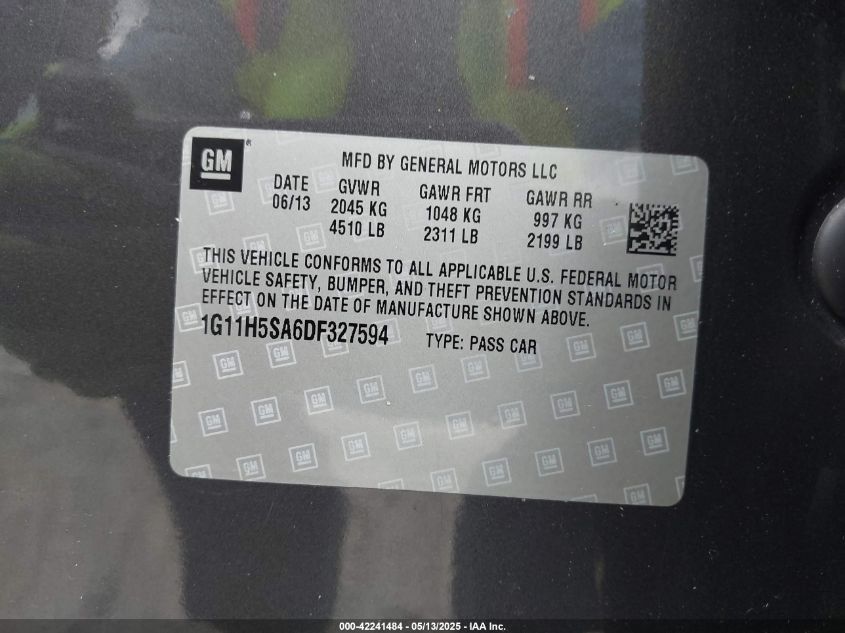 GM ®
MFD BY GENERAL MOTORS LLC
DATE GVWR GAWR FRT GAWR RR
06/13 2045 KG 1048 KG 997 KG
4510 LB 2311 LB 2199 LB
THIS VEHICLE CONFORMS TO ALL APPLICABLE U.S. FEDERAL MOTOR
VEHICLE SAFETY, BUMPER, AND THEFT PREVENTION STANDARDS IN
EFFECT ON THE DATE OF MANUFACTURE SHOWN ABOVE.
1G11H5SA6DF327594 TYPE: PASS CAR
000-42241484 - 05/13/2025 - IAA Inc.